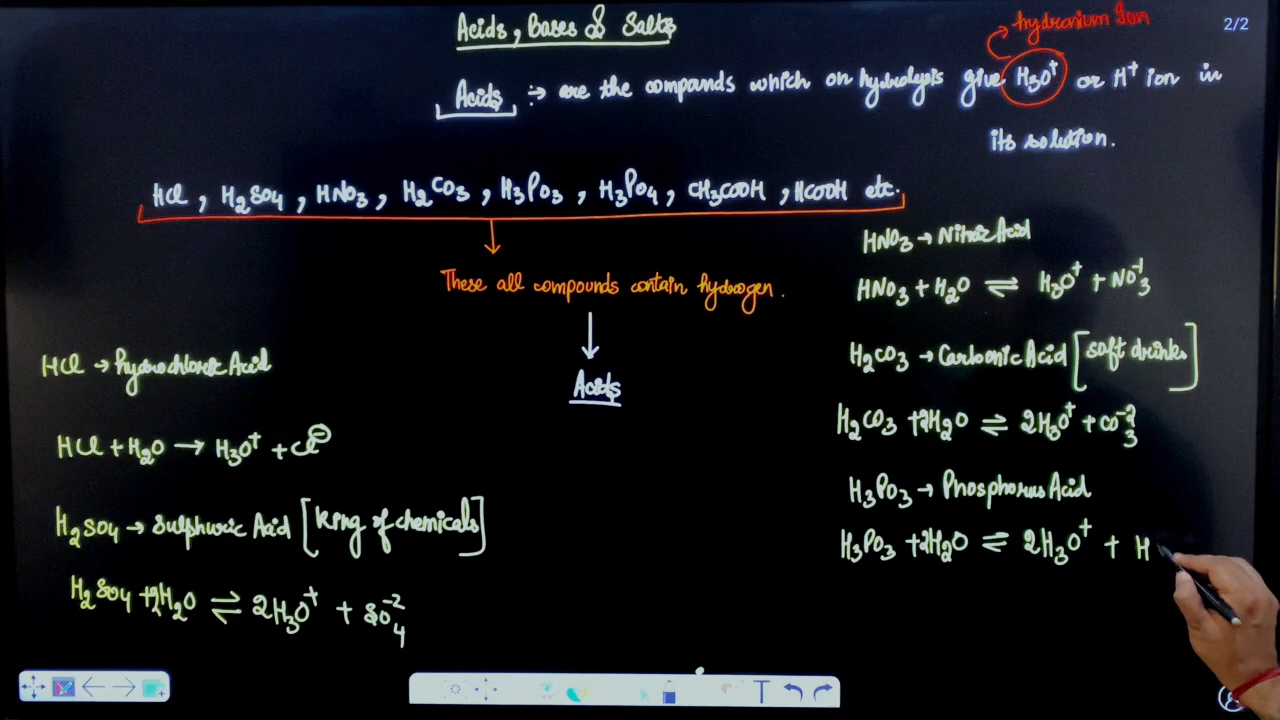 Acids, Bases & Salts
hydronium Ion
2/2
Acids :→ are the compounds which on hydrolysis give H3O+ or H+ ion in
its solution.
HCl, H2SO4, HNO3, H2CO3, H3PO3, H3PO4, CH3COOH, HCOOH etc.
These all compounds contain hydrogen.
Acids
HCl → hydrochloric Acid
HCl + H2O → H3O+ + Cl⊖
H2SO4 → Sulphuric Acid [King of chemicals]
H2SO4 + 2H2O ⇌ 2H3O+ + SO4-2
HNO3 → Nitric Acid
HNO3 + H2O ⇌ H3O+ + NO3-1
H2CO3 → Carbonic Acid [soft drinks]
H2CO3 + 2H2O ⇌ 2H3O+ + CO3-2
H3PO3 → Phosphorus Acid
H3PO3 + 2H2O ⇌ 2H3O+ + H
T